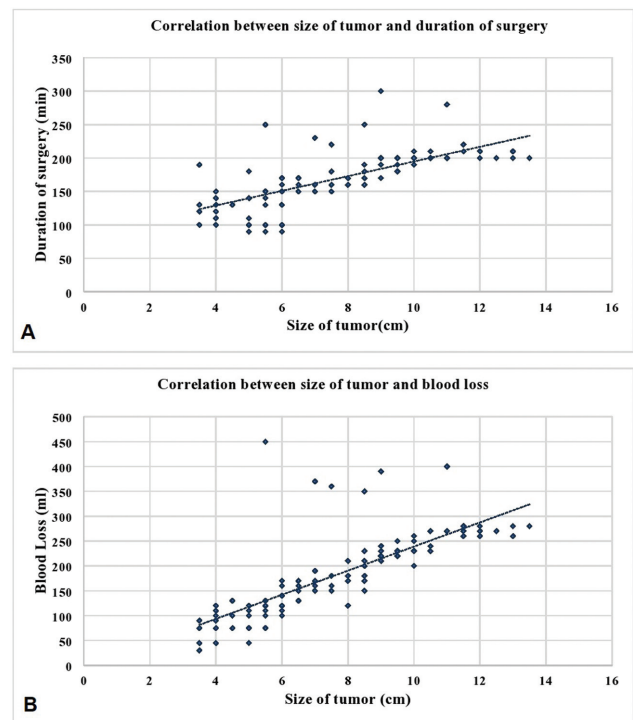 Correlation between size of tumor and duration of surgery
350
300
250
200
150
100
50
0
Duration of surgery (min)
0 2 4 6 8 10 12 14 16
Size of tumor(cm)
A
Correlation between size of tumor and blood loss
500
450
400
350
300
250
200
150
100
50
0
Blood Loss (ml)
0 2 4 6 8 10 12 14 16
Size of tumor (cm)
B